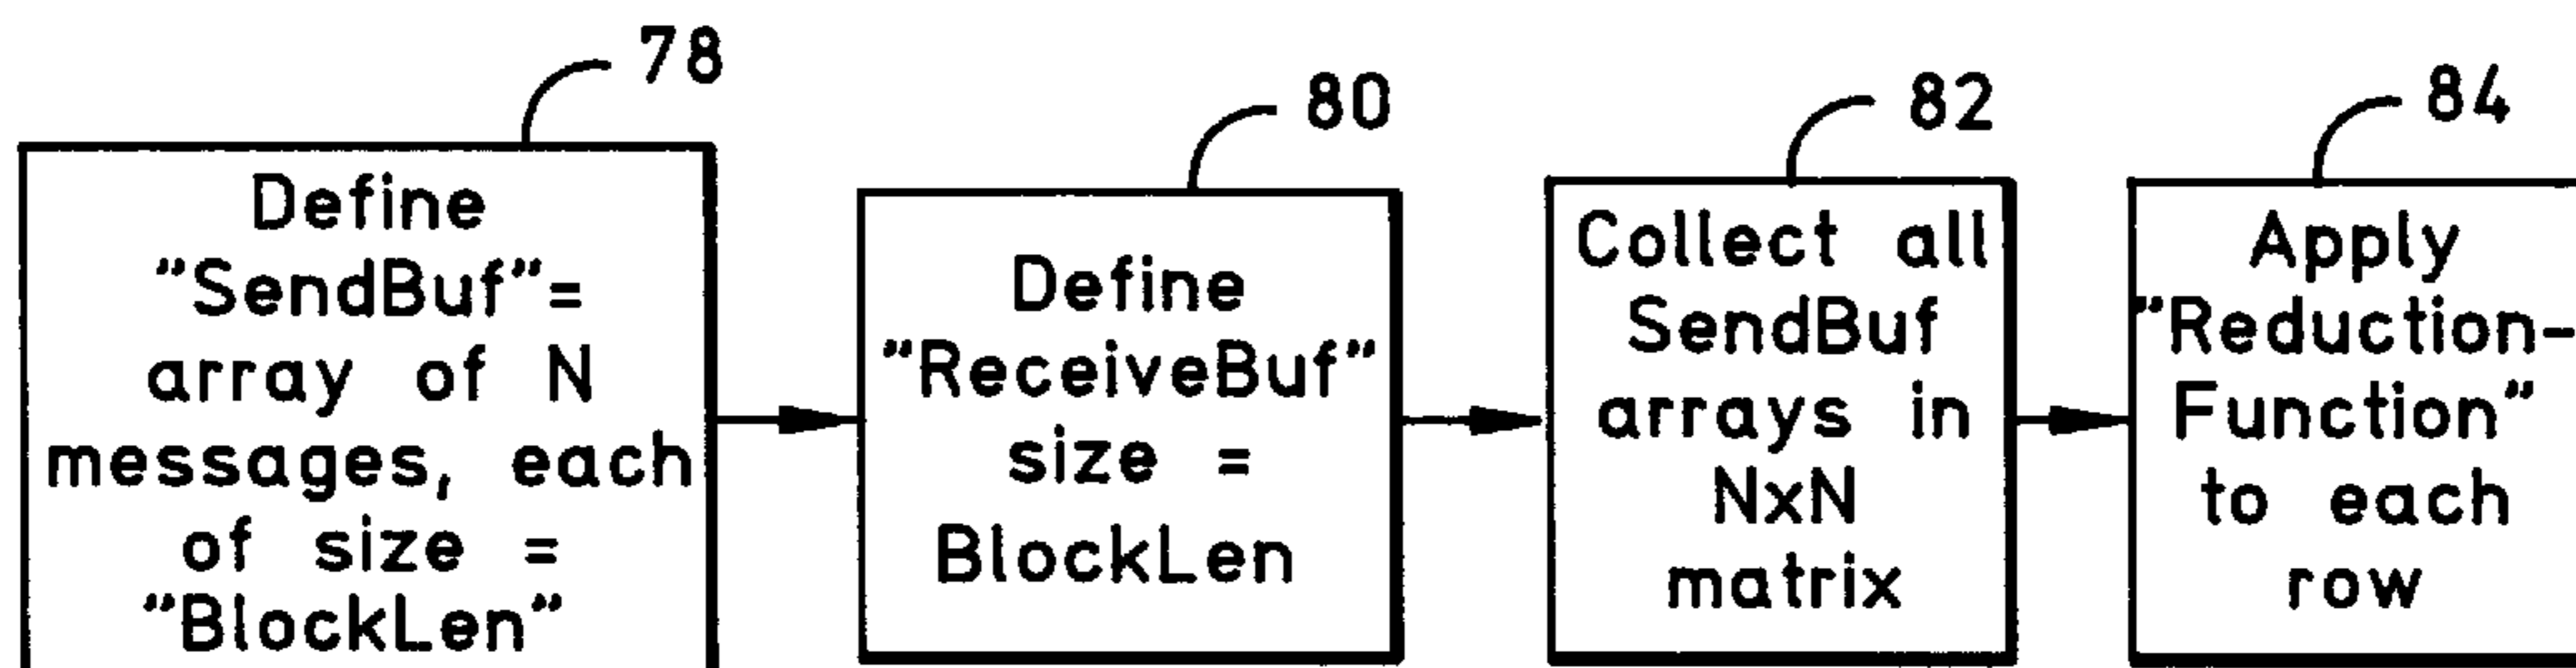 78
Define
"SendBuf"=
array of N
messages, each
of size =
"BlockLen"
80
Define
"ReceiveBuf"
size =
BlockLen
82
Collect all
SendBuf
arrays in
NxN
matrix
84
Apply
"Reduction-
Function"
to each
row